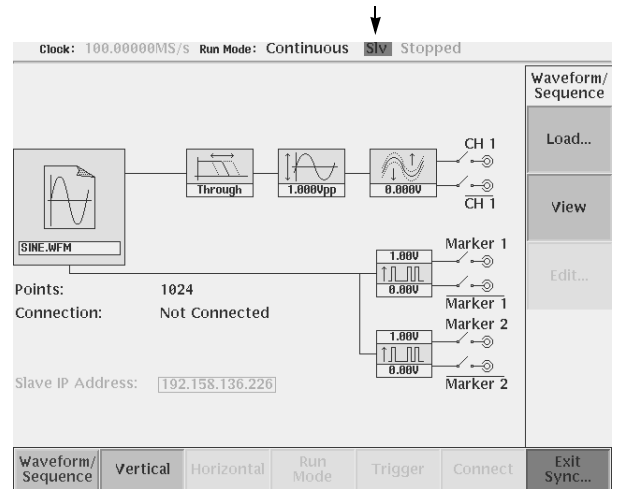 Clock: 100.00000MS/s Run Mode: Continuous Slv Stopped
Waveform/
Sequence
Load...
View
Edit...
Through
1.000Vpp
0.000V
CH 1
CH 1
SINE.WFM
1.00V
0.00V
Marker 1
Marker 1
Points: 1024
Connection: Not Connected
1.00V
0.00V
Marker 2
Marker 2
Slave IP Address: 192.158.136.226
Waveform/
Sequence
Vertical
Horizontal
Run
Mode
Trigger
Connect
Exit
Sync...